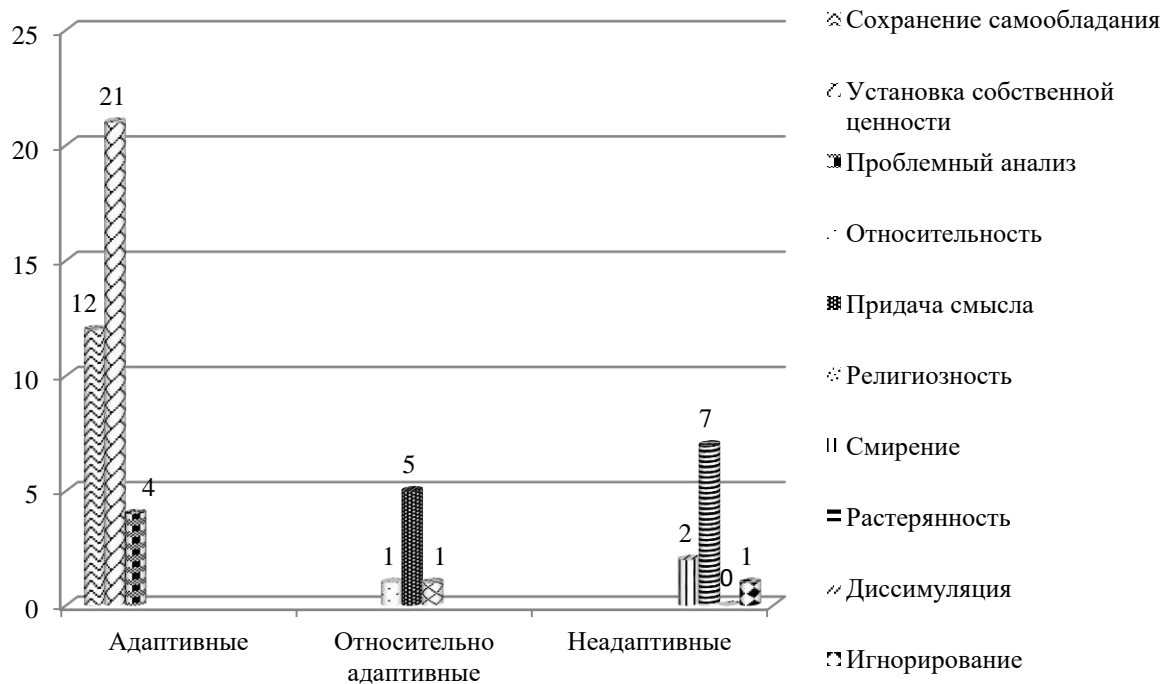 25
20
15
10
5
0
12
21
4
1
5
1
2
7
0
1
Адаптивные
Относительно
адаптивные
Неадаптивные
Сохранение самообладания
Установка собственной
ценности
Проблемный анализ
Относительность
Придача смысла
Религиозность
Смирение
Растерянность
Диссимуляция
Игнорирование